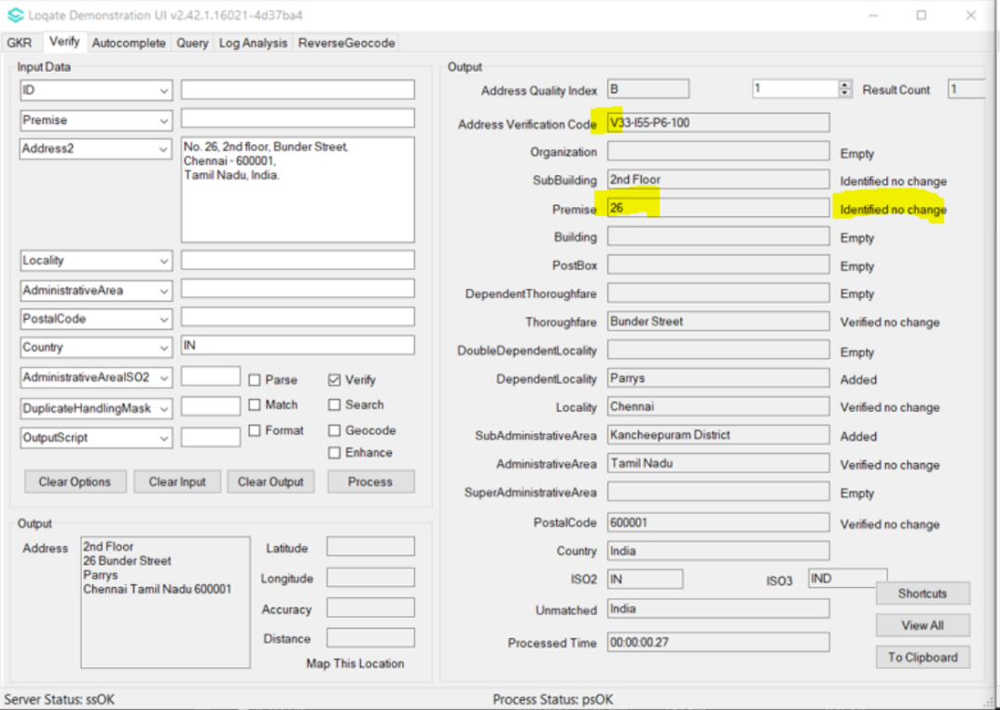 Loqate Demonstration UI v2.42.1.16021-4d37ba4
GKR Verify Autocomplete Query Log Analysis ReverseGeocode
Input Data
ID
Premise
Address2 No. 26, 2nd floor, Bunder Street,
Chennai - 600001,
Tamil Nadu, India.
Locality
AdministrativeArea
PostalCode
Country IN
AdministrativeAreaISO2 Parse Verify
DuplicateHandlingMask Match Search
OutputScript Format Geocode
Enhance
Clear Options Clear Input Clear Output Process
Output
Address 2nd Floor
26 Bunder Street
Parrys
Chennai Tamil Nadu 600001
Latitude
Longitude
Accuracy
Distance
Map This Location
Output
Address Quality Index B 1 Result Count 1
Address Verification Code V33-I55-P6-100
Organization Empty
SubBuilding 2nd Floor Identified no change
Premise 26 Identified no change
Building Empty
PostBox Empty
DependentThoroughfare Empty
Thoroughfare Bunder Street Verified no change
DoubleDependentLocality Empty
DependentLocality Parrys Added
Locality Chennai Verified no change
SubAdministrativeArea Kancheepuram District Added
AdministrativeArea Tamil Nadu Verified no change
SuperAdministrativeArea Empty
PostalCode 600001 Verified no change
Country India
ISO2 IN ISO3 IND
Shortcuts
Unmatched India
View All
Processed Time 00:00:00.27
To Clipboard
Server Status: ssOK Process Status: psOK